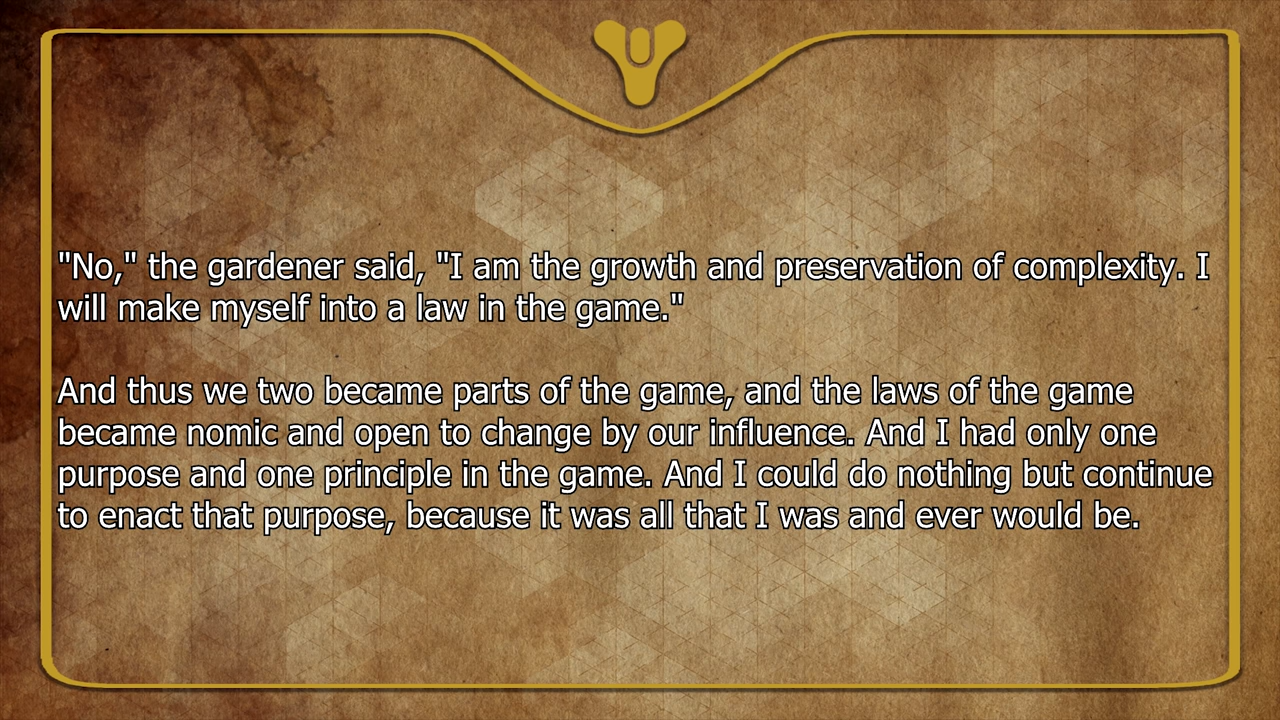 "No," the gardener said, "I am the growth and preservation of complexity. I
will make myself into a law in the game."
And thus we two became parts of the game, and the laws of the game
became nomic and open to change by our influence. And I had only one
purpose and one principle in the game. And I could do nothing but continue
to enact that purpose, because it was all that I was and ever would be.